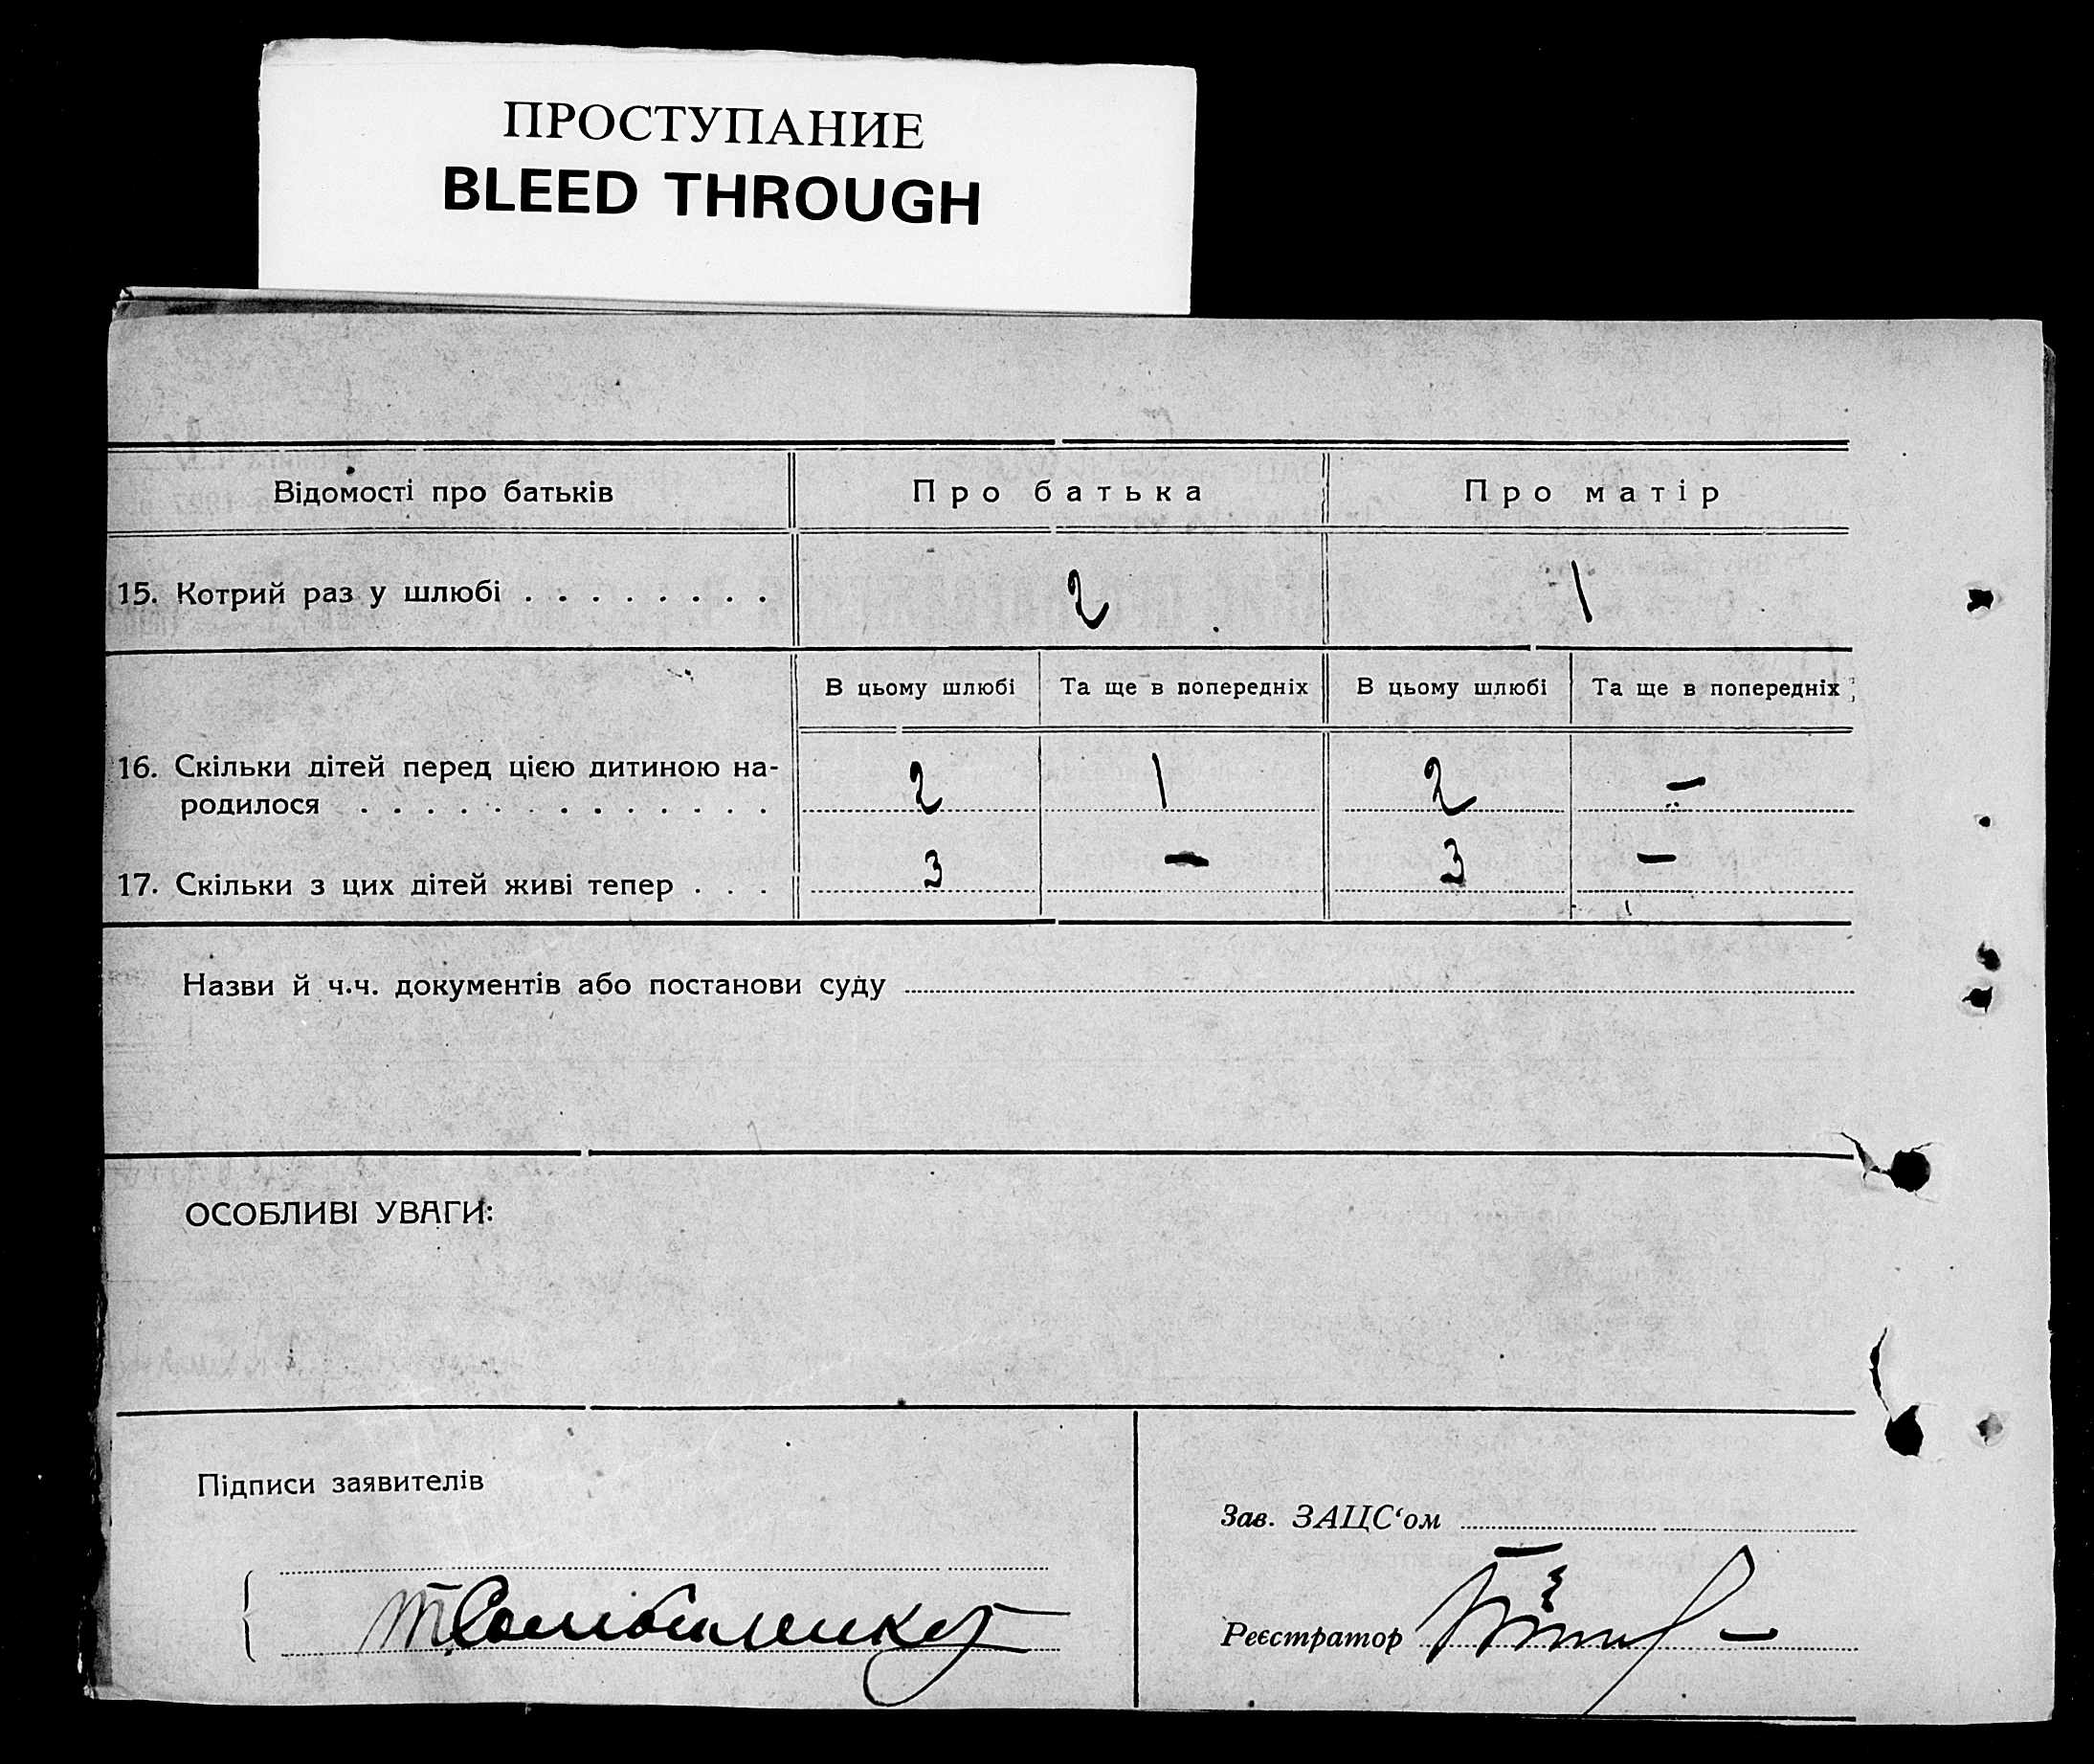 ПРОСТУПАНИЕ
BLEED THROUGH
Відомості про батьків Про батька Про матір
15. Котрий раз у шлюбі . . . . . . . . 2 1
В цьому шлюбі Та ще в попередніх В цьому шлюбі Та ще в попередніх
16. Скільки дітей перед цією дитиною на-
родилося . . . . . . . . . . . . . 2 1 2 —
17. Скільки з цих дітей живі тепер . . . 3 — 3 —
Назви й ч.ч. документів або постанови суду
ОСОБЛИВІ УВАГИ:
Підписи заявителів
Зав. ЗАЦС‘ом
Реєстратор